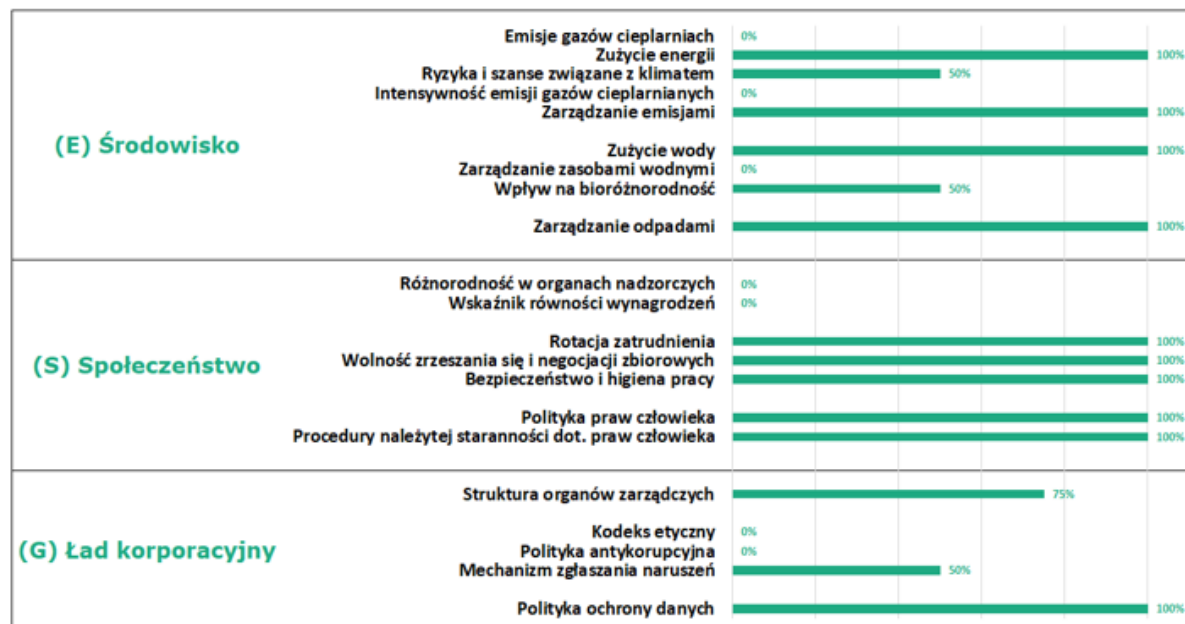 Emisje gazów cieplarniach 0%
Zużycie energii 100%
Ryzyka i szanse związane z klimatem 50%
Intensywność emisji gazów cieplarnianych 0%
Zarządzanie emisjami 100%
(E) Środowisko
Zużycie wody 100%
Zarządzanie zasobami wodnymi 0%
Wpływ na bioróżnorodność 50%
Zarządzanie odpadami 100%
Różnorodność w organach nadzorczych 0%
Wskaźnik równości wynagrodzeń 0%
Rotacja zatrudnienia 100%
Wolność zrzeszania się i negocjacji zbiorowych 100%
(S) Społeczeństwo
Bezpieczeństwo i higiena pracy 100%
Polityka praw człowieka 100%
Procedury należytej staranności dot. praw człowieka 100%
Struktura organów zarządczych 75%
Kodeks etyczny 0%
(G) Ład korporacyjny
Polityka antykorupcyjna 0%
Mechanizm zgłaszania naruszeń 50%
Polityka ochrony danych 100%